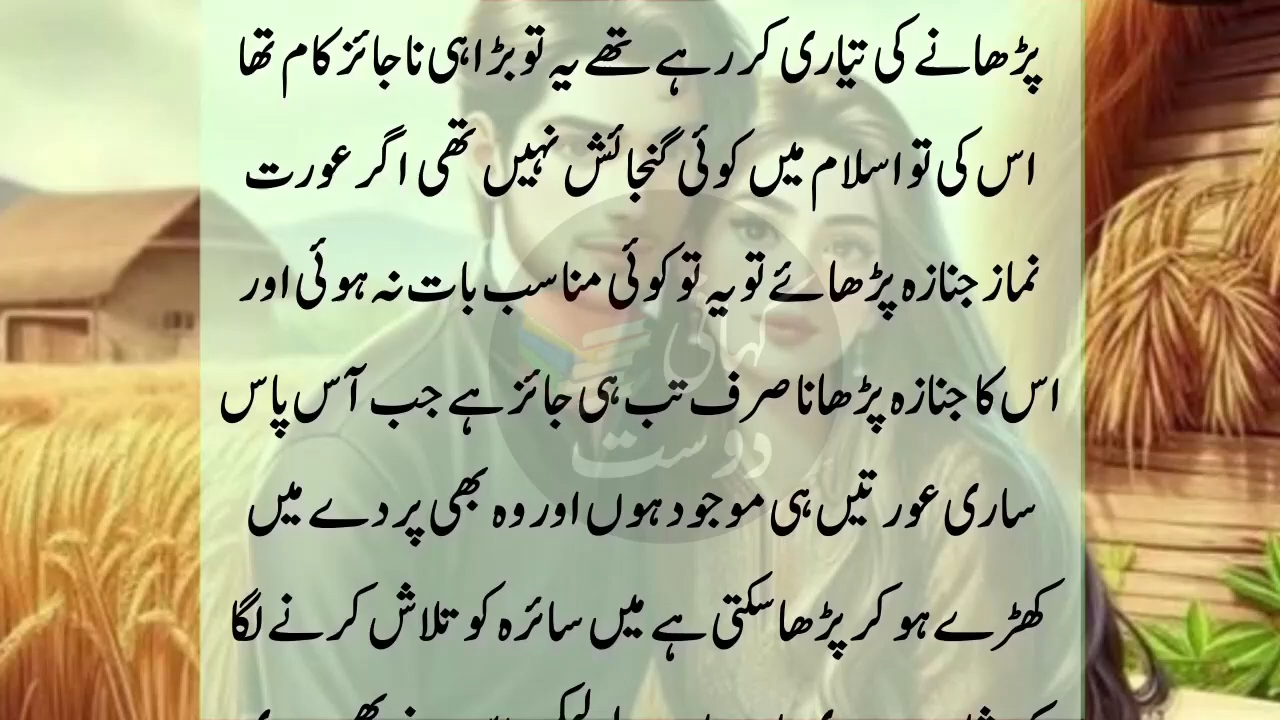 پڑھانے کی تیاری کر رہے تھے یہ تو بڑا ہی ناجائز کام تھا
اس کی تو اسلام میں کوئی گنجائش نہیں تھی اگر عورت
نماز جنازہ پڑھائے تو یہ تو کوئی مناسب بات نہ ہوئی اور
اس کا جنازہ پڑھانا صرف تب ہی جائز ہے جب آس پاس
ساری عورتیں ہی موجود ہوں اور وہ بھی پردے میں
کھڑے ہو کر پڑھا سکتی ہے میں سائرہ کو تلاش کرنے لگا
کہانی
دوست